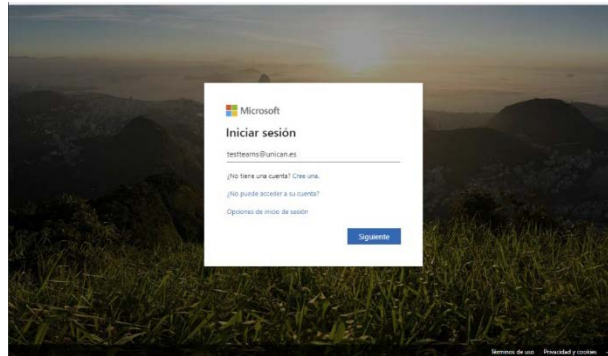 Microsoft
Iniciar sesión
testteams@unican.es
¿No tiene una cuenta? Cree una.
¿No puede acceder a su cuenta?
Opciones de inicio de sesión
Siguiente
Términos de uso Privacidad y cookies